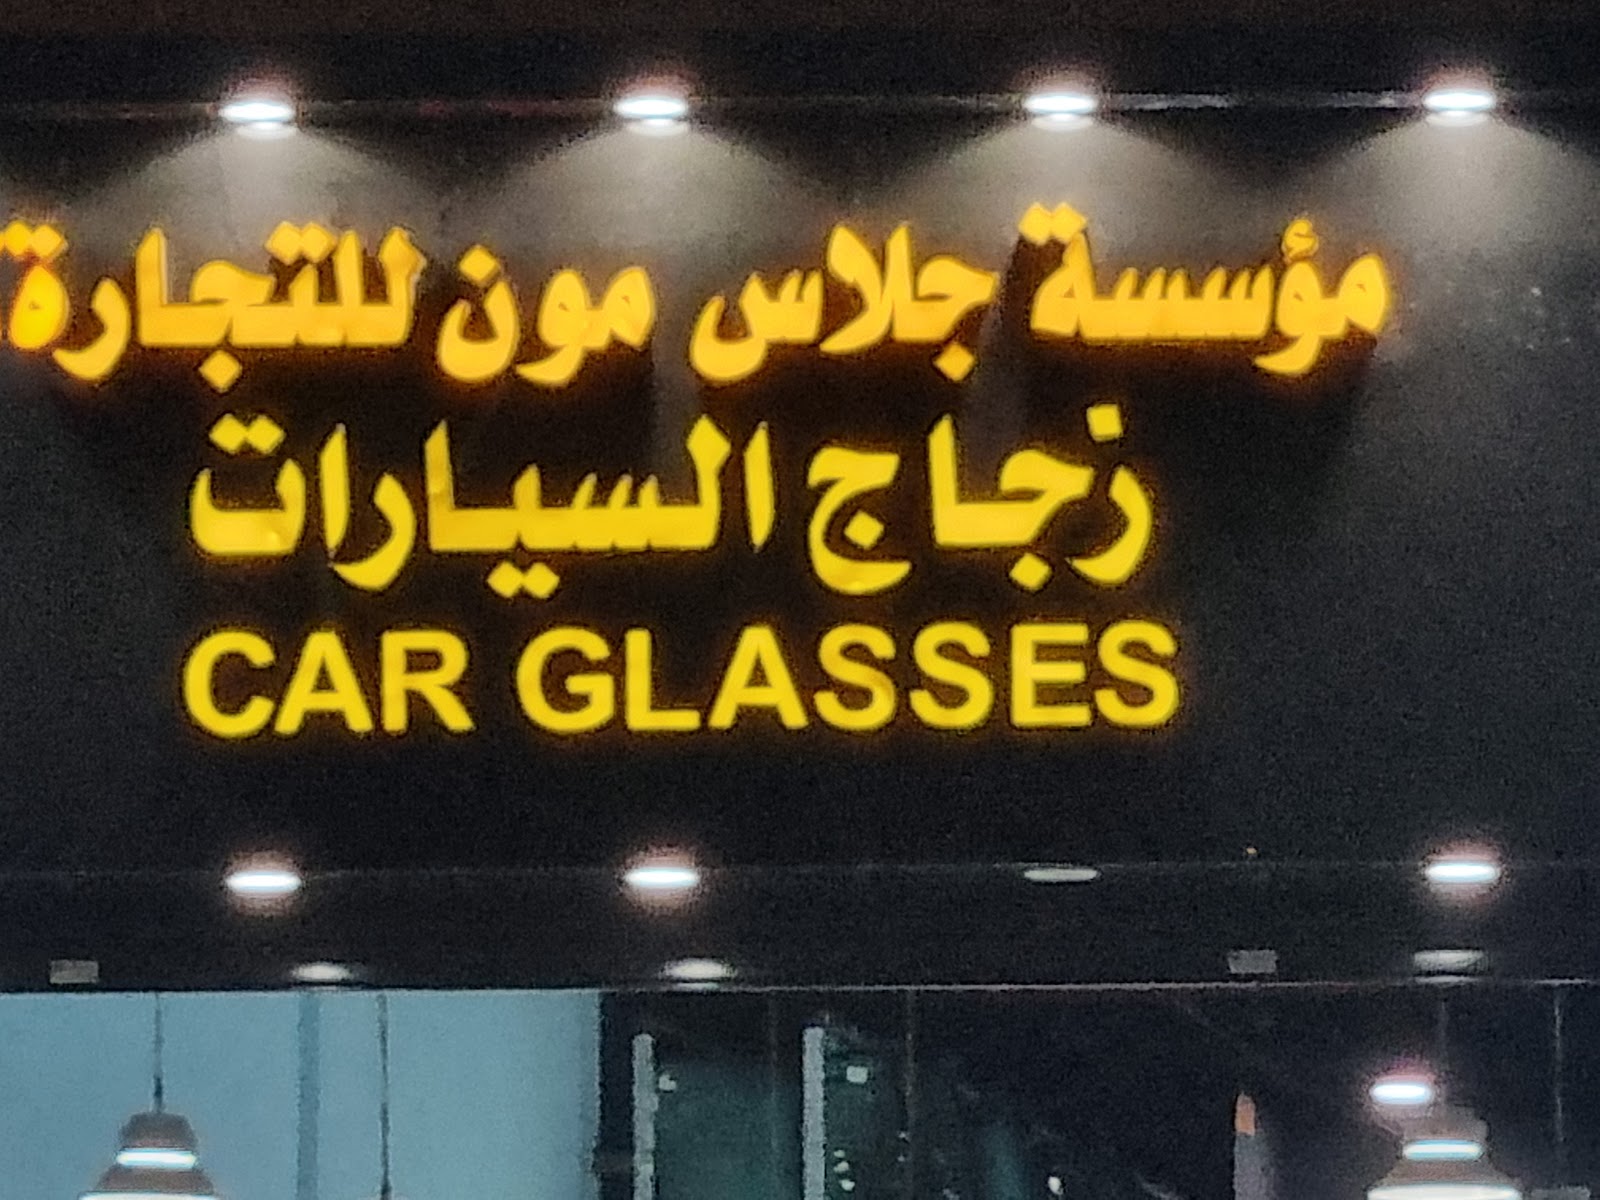 مؤسسة جلاس مون للتجارة
زجاج السيارات
CAR GLASSES